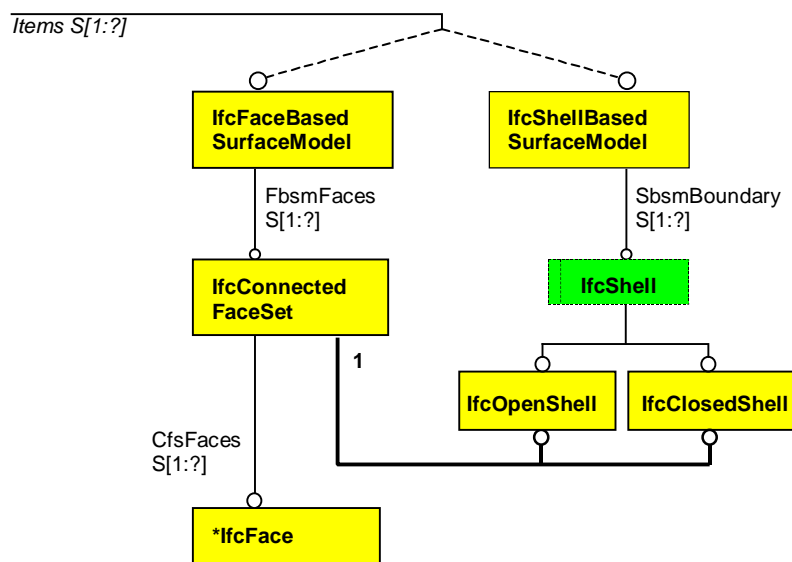 Items S[1:?]
IfcFaceBased
SurfaceModel
IfcShellBased
SurfaceModel
FbsmFaces
S[1:?]
SbsmBoundary
S[1:?]
IfcConnected
FaceSet
IfcShell
1
IfcOpenShell
IfcClosedShell
CfsFaces
S[1:?]
*IfcFace